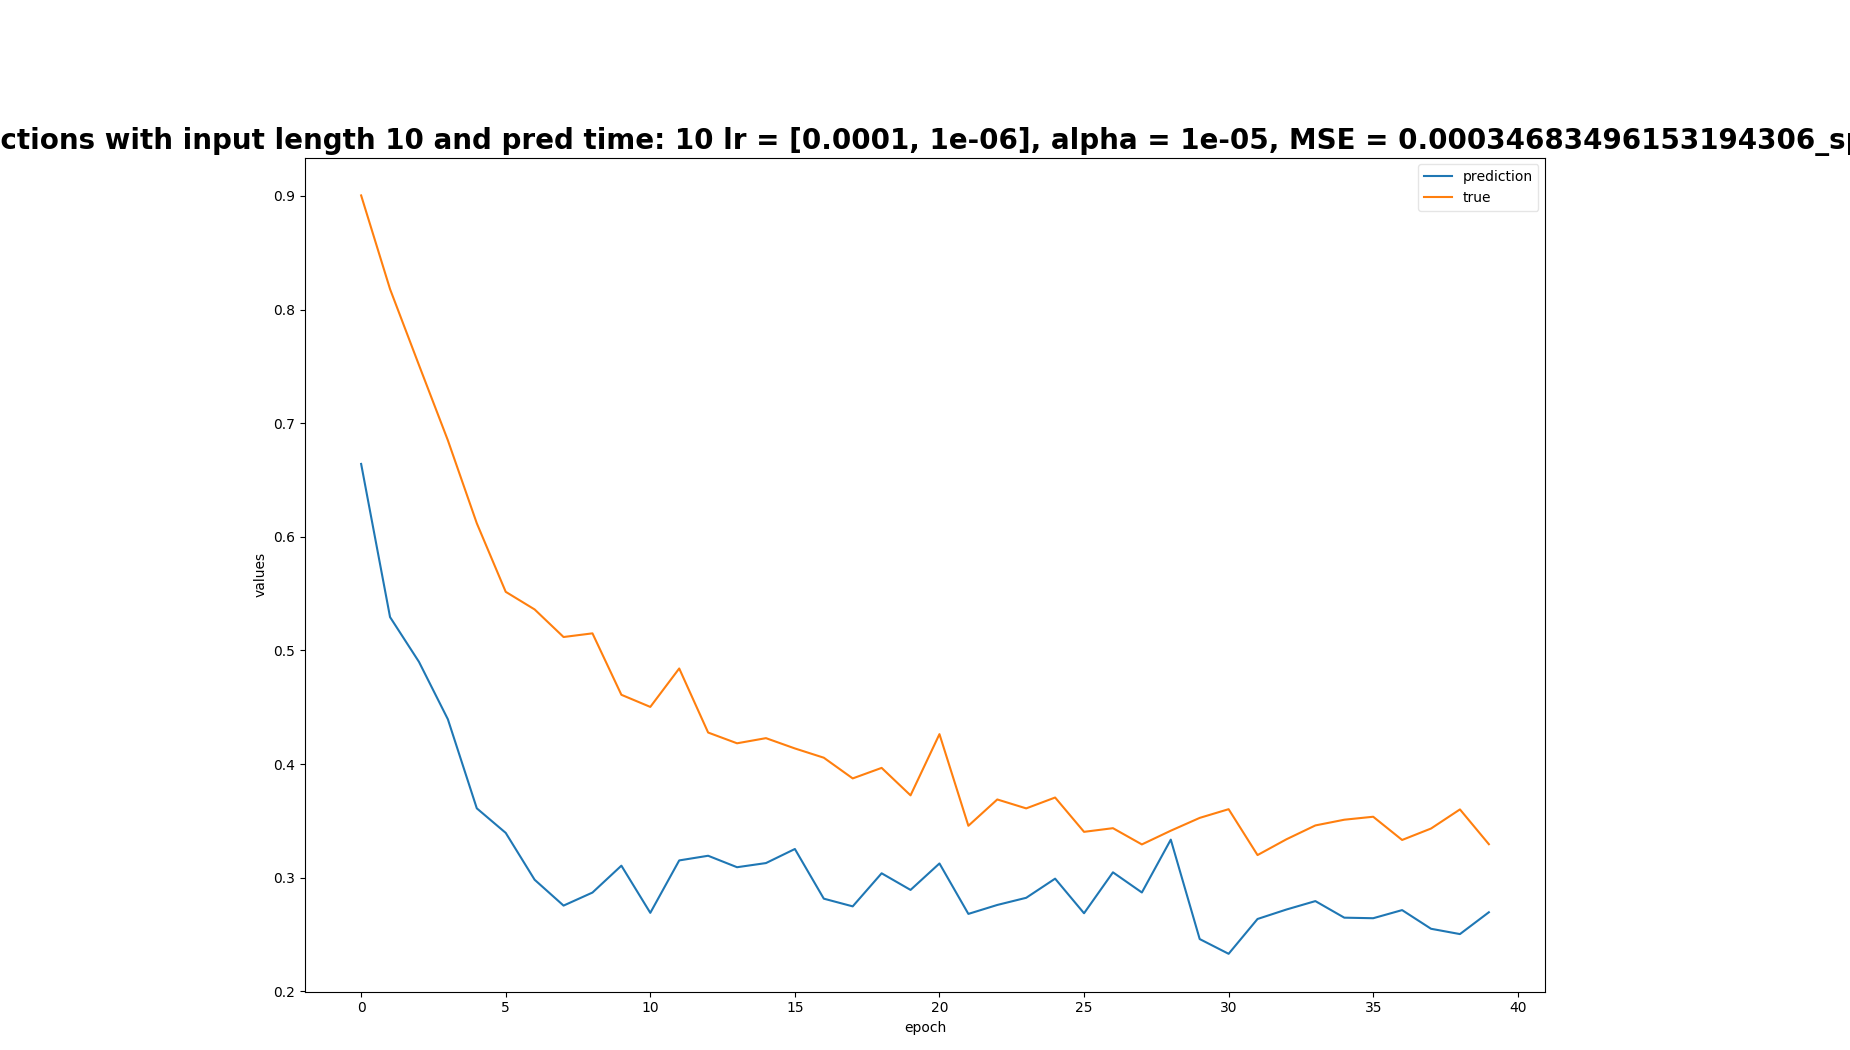 ctions with input length 10 and pred time: 10 lr = [0.0001, 1e-06], alpha = 1e-05, MSE = 0.00034683496153194306_sp
prediction
true
0.9
0.8
0.7
0.6
0.5
0.4
0.3
0.2
values
0 5 10 15 20 25 30 35 40
epoch